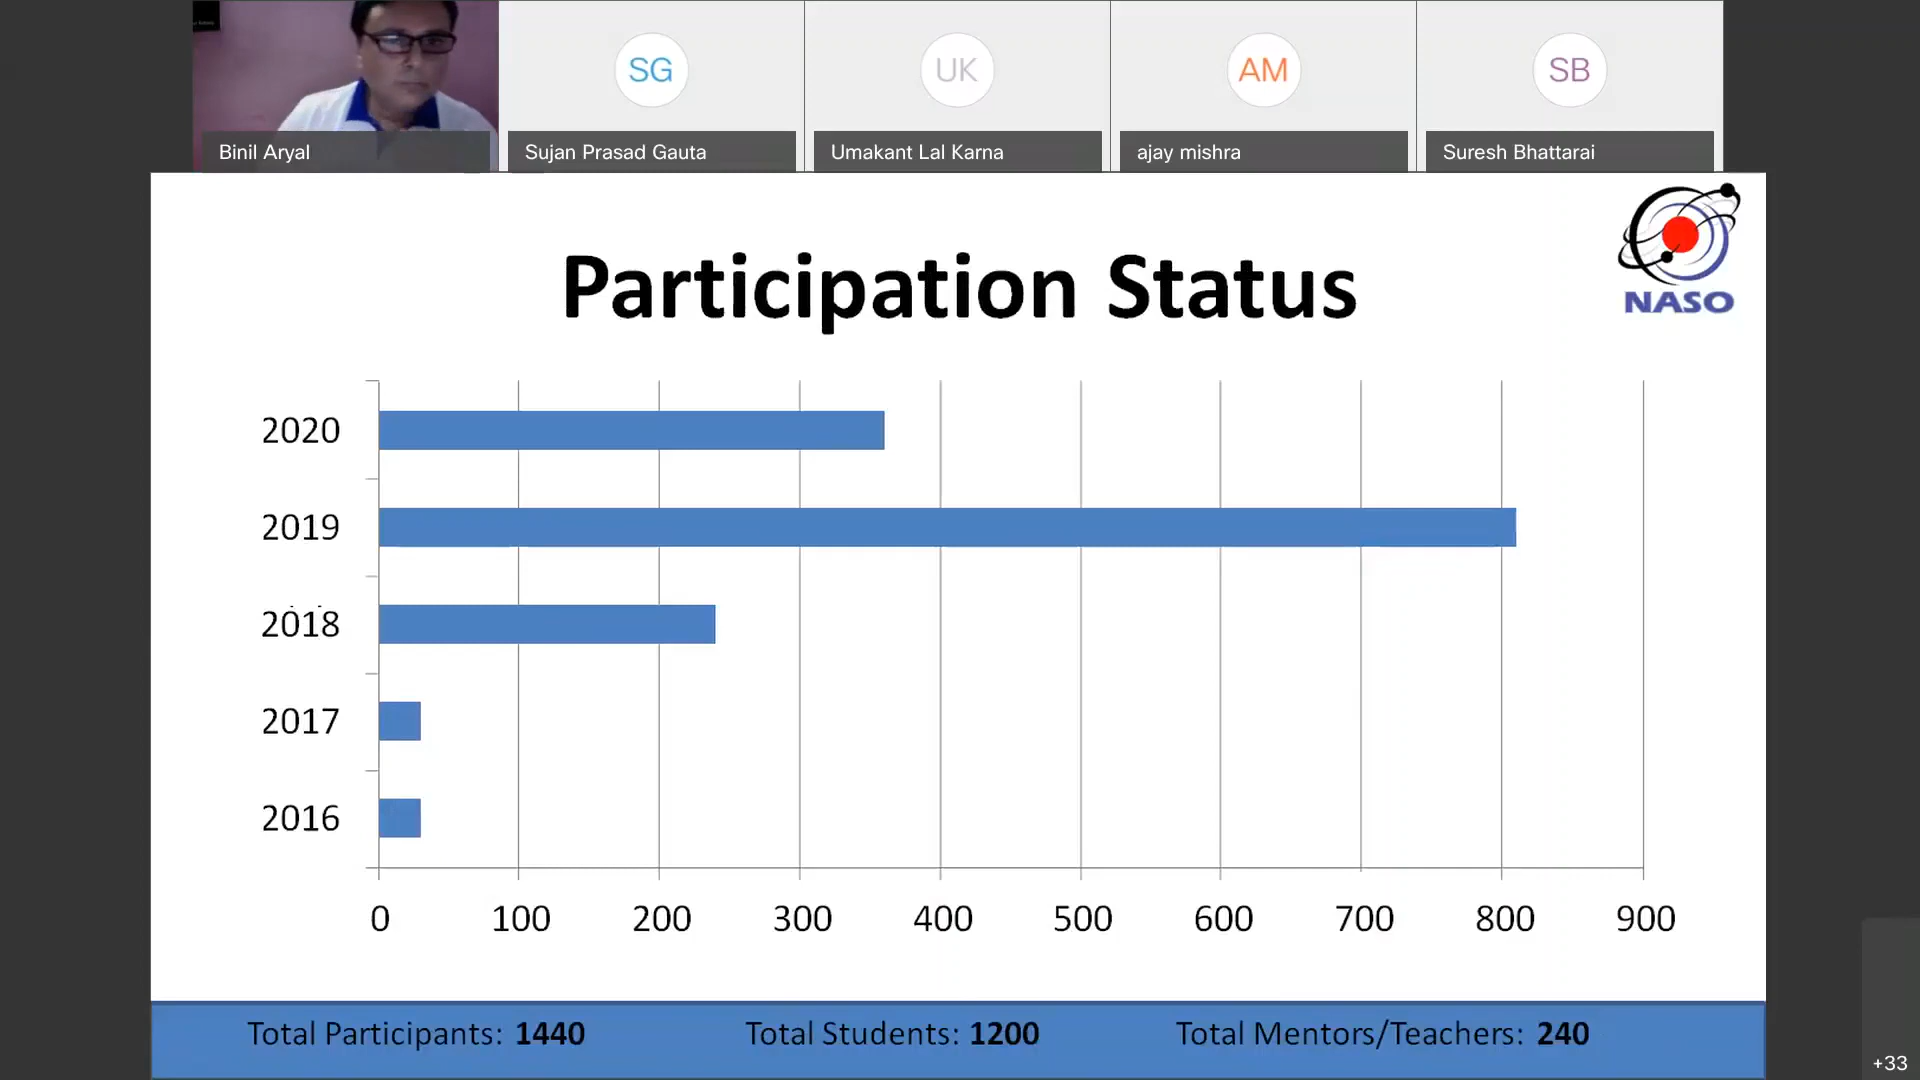 SG
UK
AM
SB
Binil Aryal
Sujan Prasad Gauta
Umakant Lal Karna
ajay mishra
Suresh Bhattarai
NASO
Participation Status
2020
2019
2018
2017
2016
0 100 200 300 400 500 600 700 800 900
Total Participants: 1440 Total Students: 1200 Total Mentors/Teachers: 240
+33